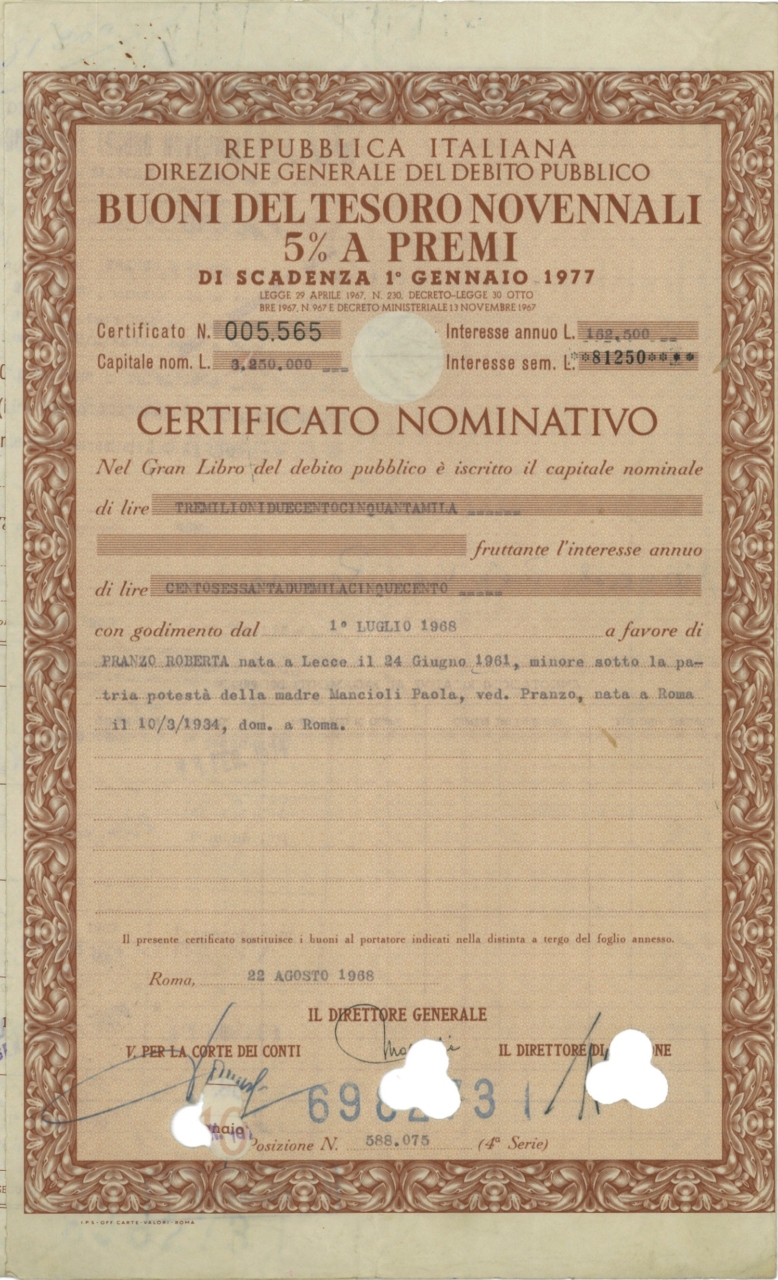 REPUBBLICA ITALIANA
DIREZIONE GENERALE DEL DEBITO PUBBLICO
BUONI DEL TESORO NOVENNALI
5% A PREMI
DI SCADENZA 1° GENNAIO 1977
LEGGE 29 APRILE 1967, N. 230, DECRETO-LEGGE 30 OTTO
BRE 1967, N. 967 E DECRETO MINISTERIALE 13 NOVEMBRE 1967
Certificato N. 005.565 Interesse annuo L. 162.500
Capitale nom. L. 3.250.000 Interesse sem. L. **81250****
CERTIFICATO NOMINATIVO
Nel Gran Libro del debito pubblico è iscritto il capitale nominale
di lire TREMILIONIDUECENTOCINQUANTAMILA
fruttante l'interesse annuo
di lire CENTOSESSANTADUEMILACINQUECENTO
con godimento dal 1° LUGLIO 1968 a favore di
PRANZO ROBERTA nata a Lecce il 24 Giugno 1961, minore sotto la pa-
tria potestà della madre Mancioli Paola, ved. Pranzo, nata a Roma
il 10/3/1934, dom. a Roma.
Il presente certificato sostituisce i buoni al portatore indicati nella distinta a tergo del foglio annesso.
Roma, 22 AGOSTO 1968
IL DIRETTORE GENERALE
V. PER LA CORTE DEI CONTI IL DIRETTORE DI
Posizione N. 588.075 (4ª Serie)
I.P.S - OFF. CARTE-VALORI - ROMA